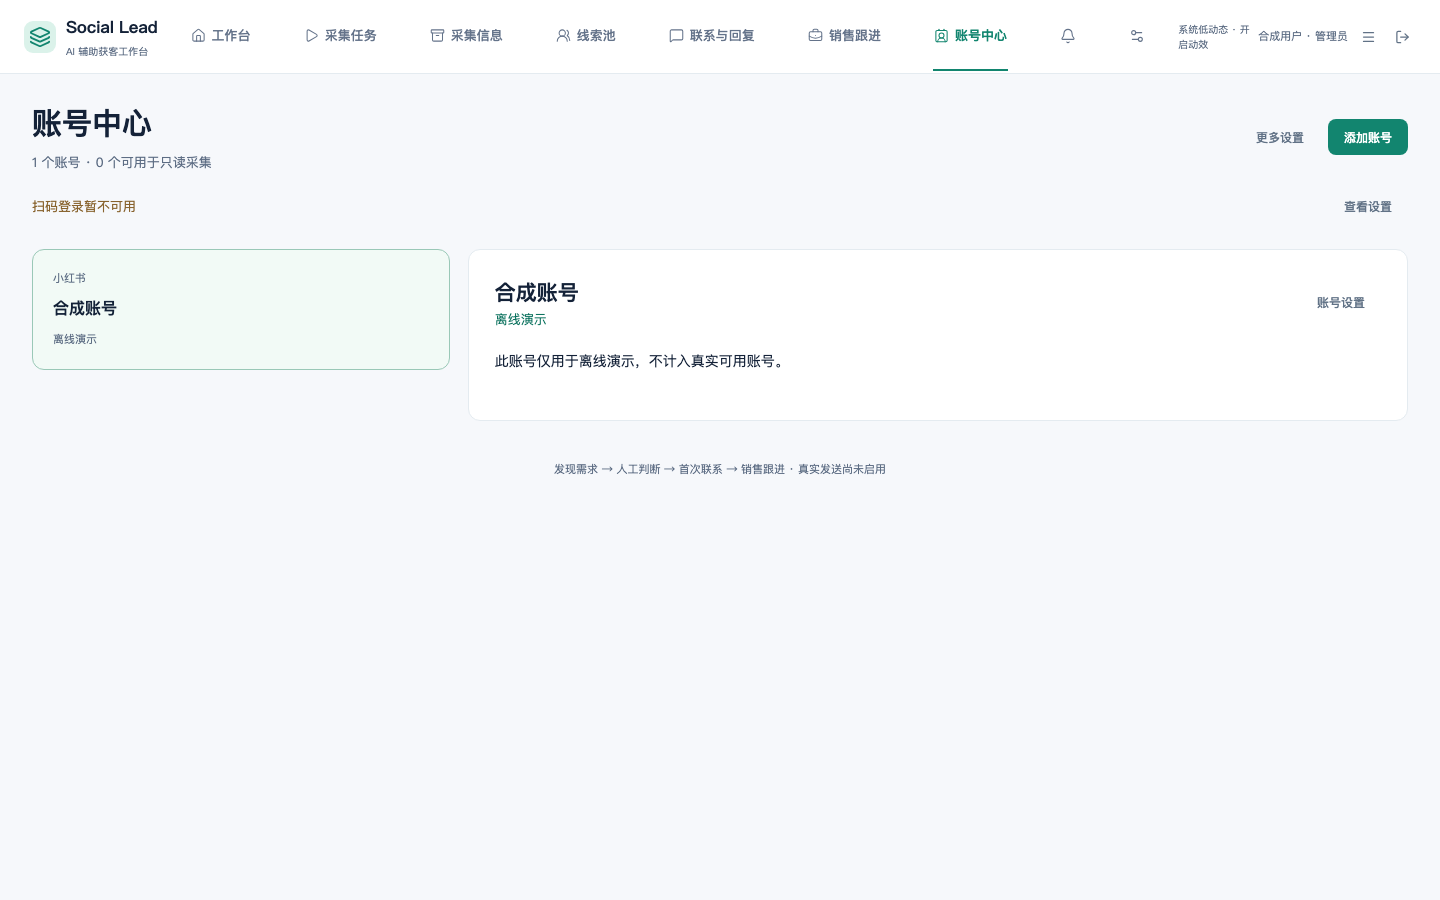 Social Lead
AI 辅助获客工作台
工作台
采集任务
采集信息
线索池
联系与回复
销售跟进
账号中心
系统低动态 · 开
启动效
合成用户 · 管理员
账号中心
1 个账号 · 0 个可用于只读采集
更多设置
添加账号
扫码登录暂不可用
查看设置
小红书
合成账号
离线演示
合成账号
离线演示
账号设置
此账号仅用于离线演示，不计入真实可用账号。
发现需求 → 人工判断 → 首次联系 → 销售跟进 · 真实发送尚未启用